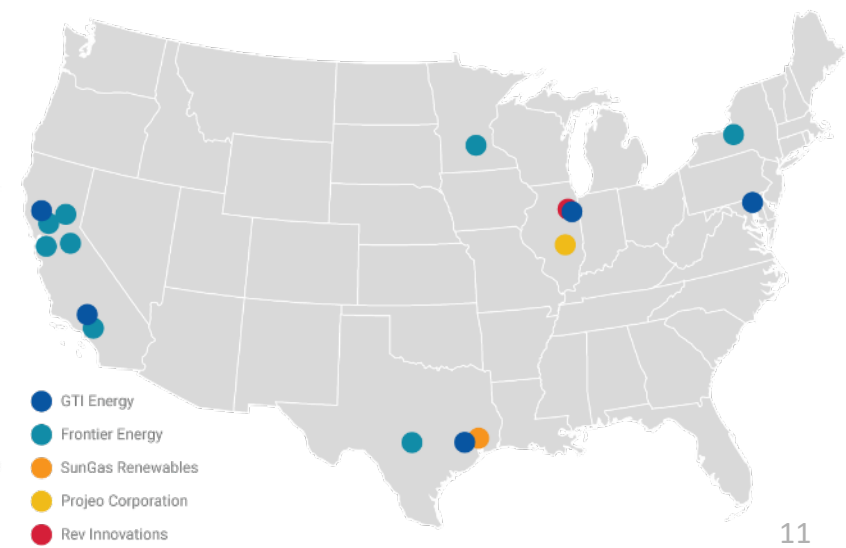 GTI Energy
Frontier Energy
SunGas Renewables
Projeo Corporation
Rev Innovations
11